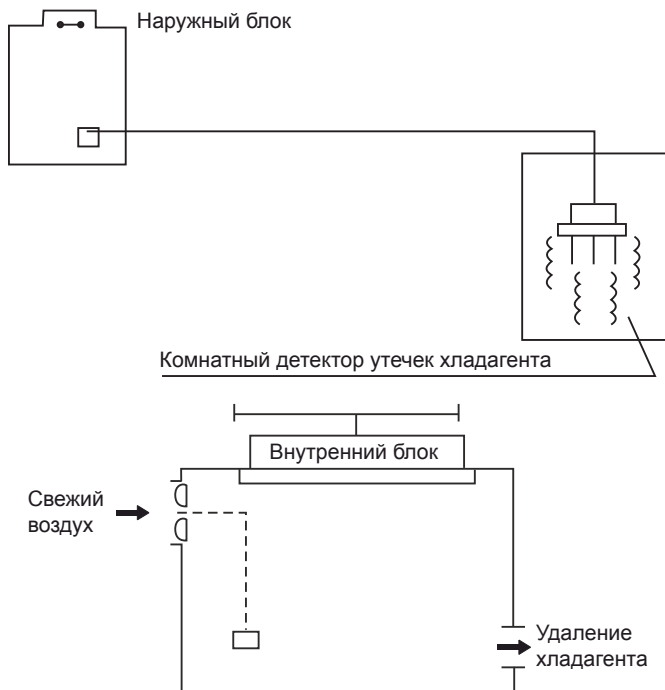 Наружный блок
Комнатный детектор утечек хладагента
Внутренний блок
Свежий
воздух
Удаление
хладагента